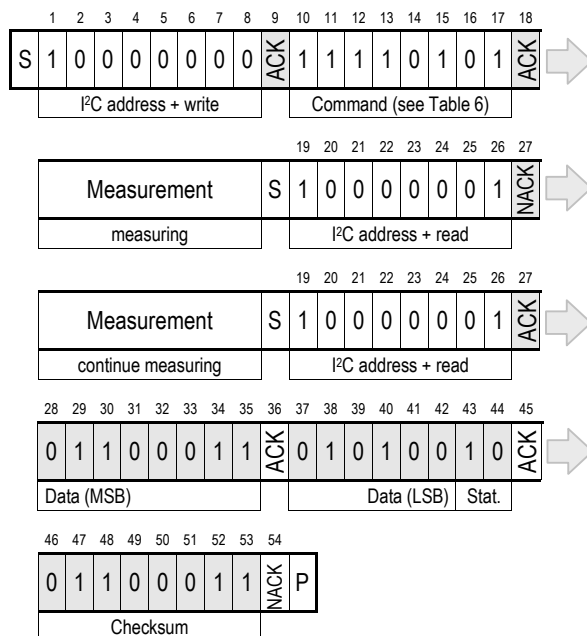 1 2 3 4 5 6 7 8 9 10 11 12 13 14 15 16 17 18
S 1 0 0 0 0 0 0 0 ACK 1 1 1 1 0 1 0 1 ACK
I²C address + write Command (see Table 6)
19 20 21 22 23 24 25 26 27
Measurement S 1 0 0 0 0 0 0 1 NACK
measuring I²C address + read
19 20 21 22 23 24 25 26 27
Measurement S 1 0 0 0 0 0 0 1 ACK
continue measuring I²C address + read
28 29 30 31 32 33 34 35 36 37 38 39 40 41 42 43 44 45
0 1 1 0 0 0 1 1 ACK 0 1 0 1 0 0 1 0 ACK
Data (MSB) Data (LSB) Stat.
46 47 48 49 50 51 52 53 54
0 1 1 0 0 0 1 1 NACK P
Checksum